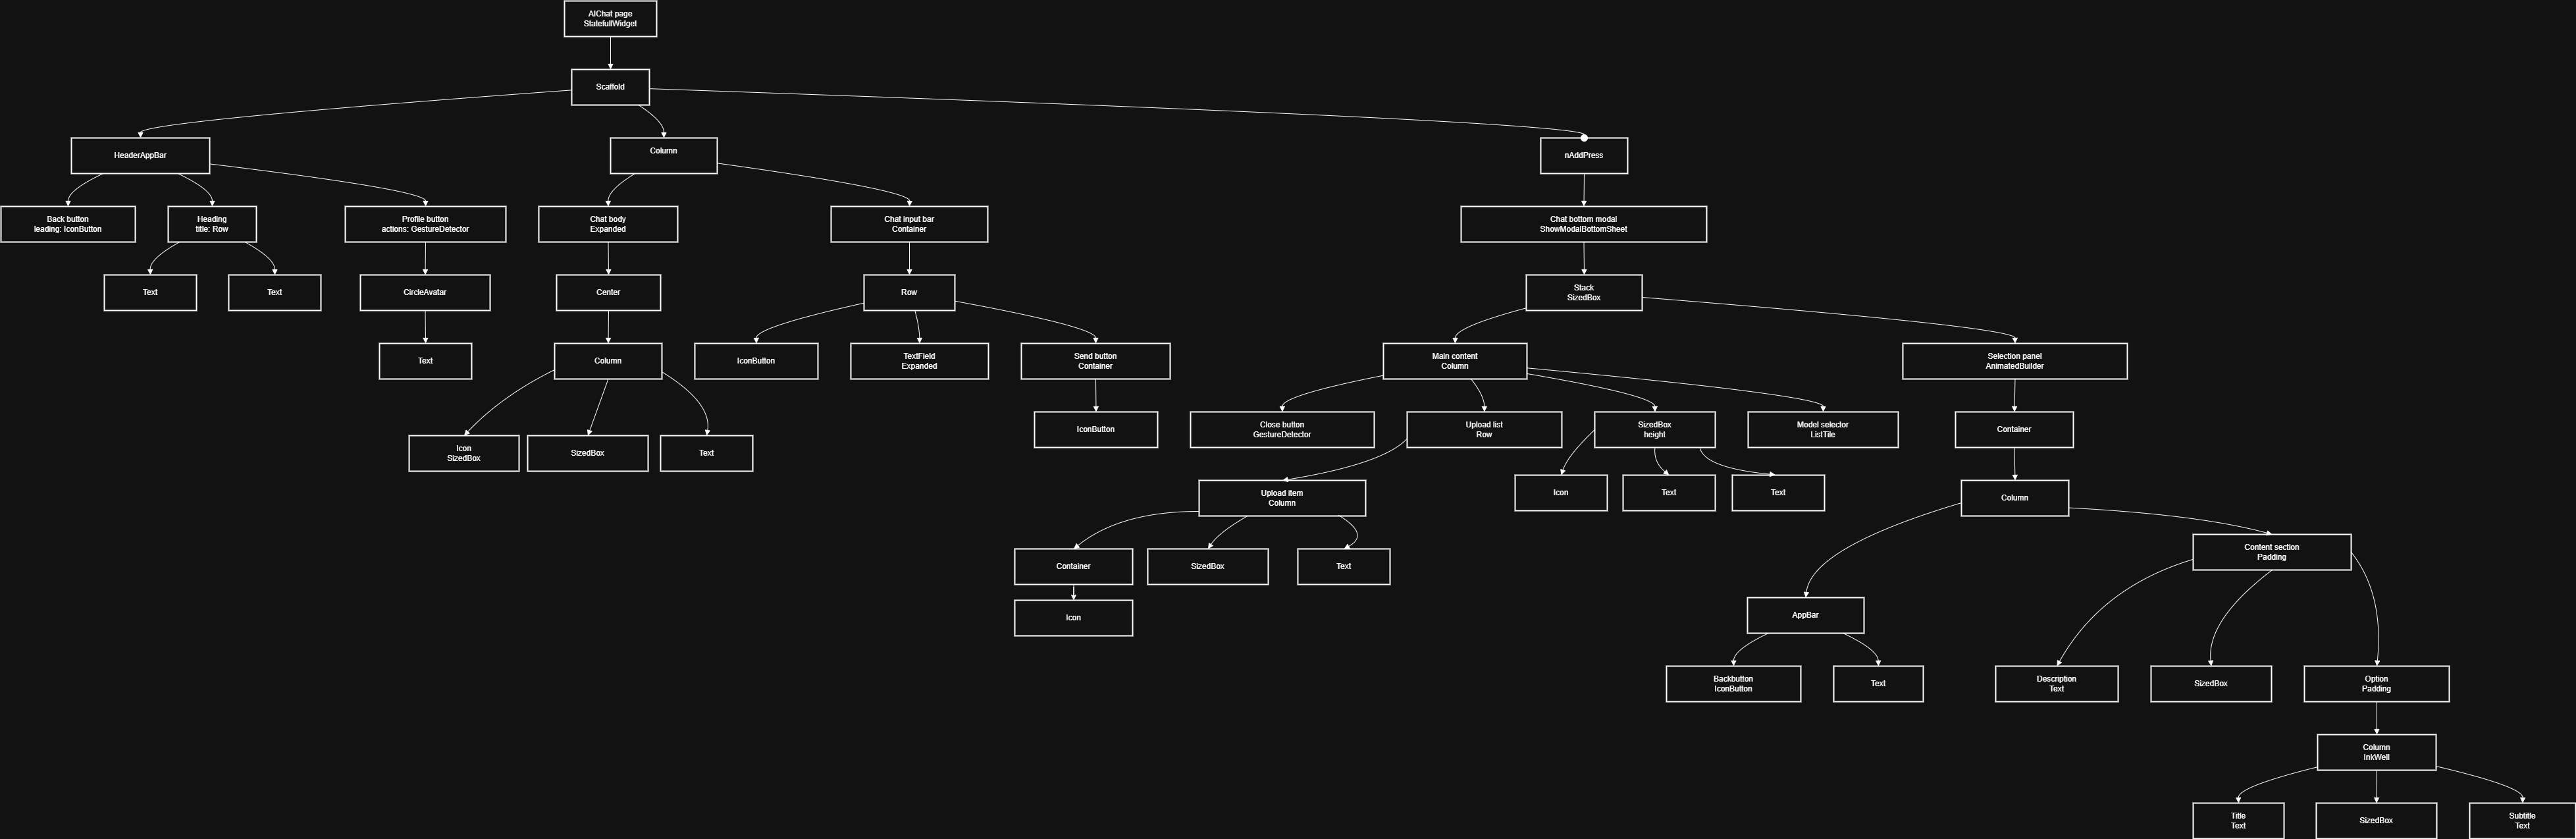 AIChat page
StatefullWidget
Scaffold
HeaderAppBar
Column
nAddPress
Back button
leading: IconButton
Heading
title: Row
Profile button
actions: GestureDetector
Chat body
Expanded
Chat input bar
Container
Chat bottom modal
ShowModalBottomSheet
Text
Text
CircleAvatar
Center
Row
Stack
SizedBox
Text
Column
IconButton
TextField
Expanded
Send button
Container
Main content
Column
Selection panel
AnimatedBuilder
Icon
SizedBox
SizedBox
Text
IconButton
Close button
GestureDetector
Upload list
Row
SizedBox
height
Model selector
ListTile
Container
Upload item
Column
Icon
Text
Text
Column
Container
SizedBox
Text
Content section
Padding
Icon
AppBar
Backbutton
IconButton
Text
Description
Text
SizedBox
Option
Padding
Column
InkWell
Title
Text
SizedBox
Subtitle
Text